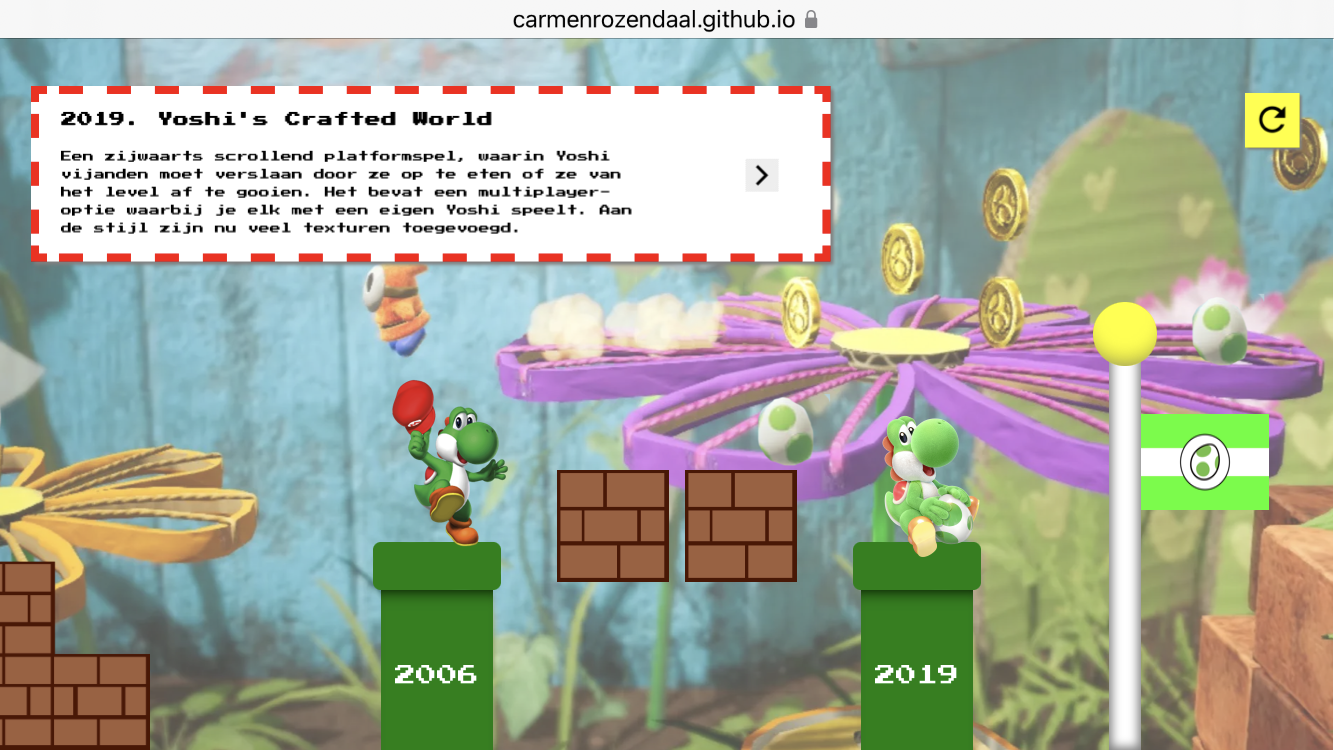 carmenrozendaal.github.io
2019. Yoshi's Crafted World
Een zijwaarts scrollend platformspel, waarin Yoshi
vijanden moet verslaan door ze op te eten of ze van
het level af te gooien. Het bevat een multiplayer-
optie waarbij je elk met een eigen Yoshi speelt. Aan
de stijl zijn nu veel texturen toegevoegd.
2006
2019